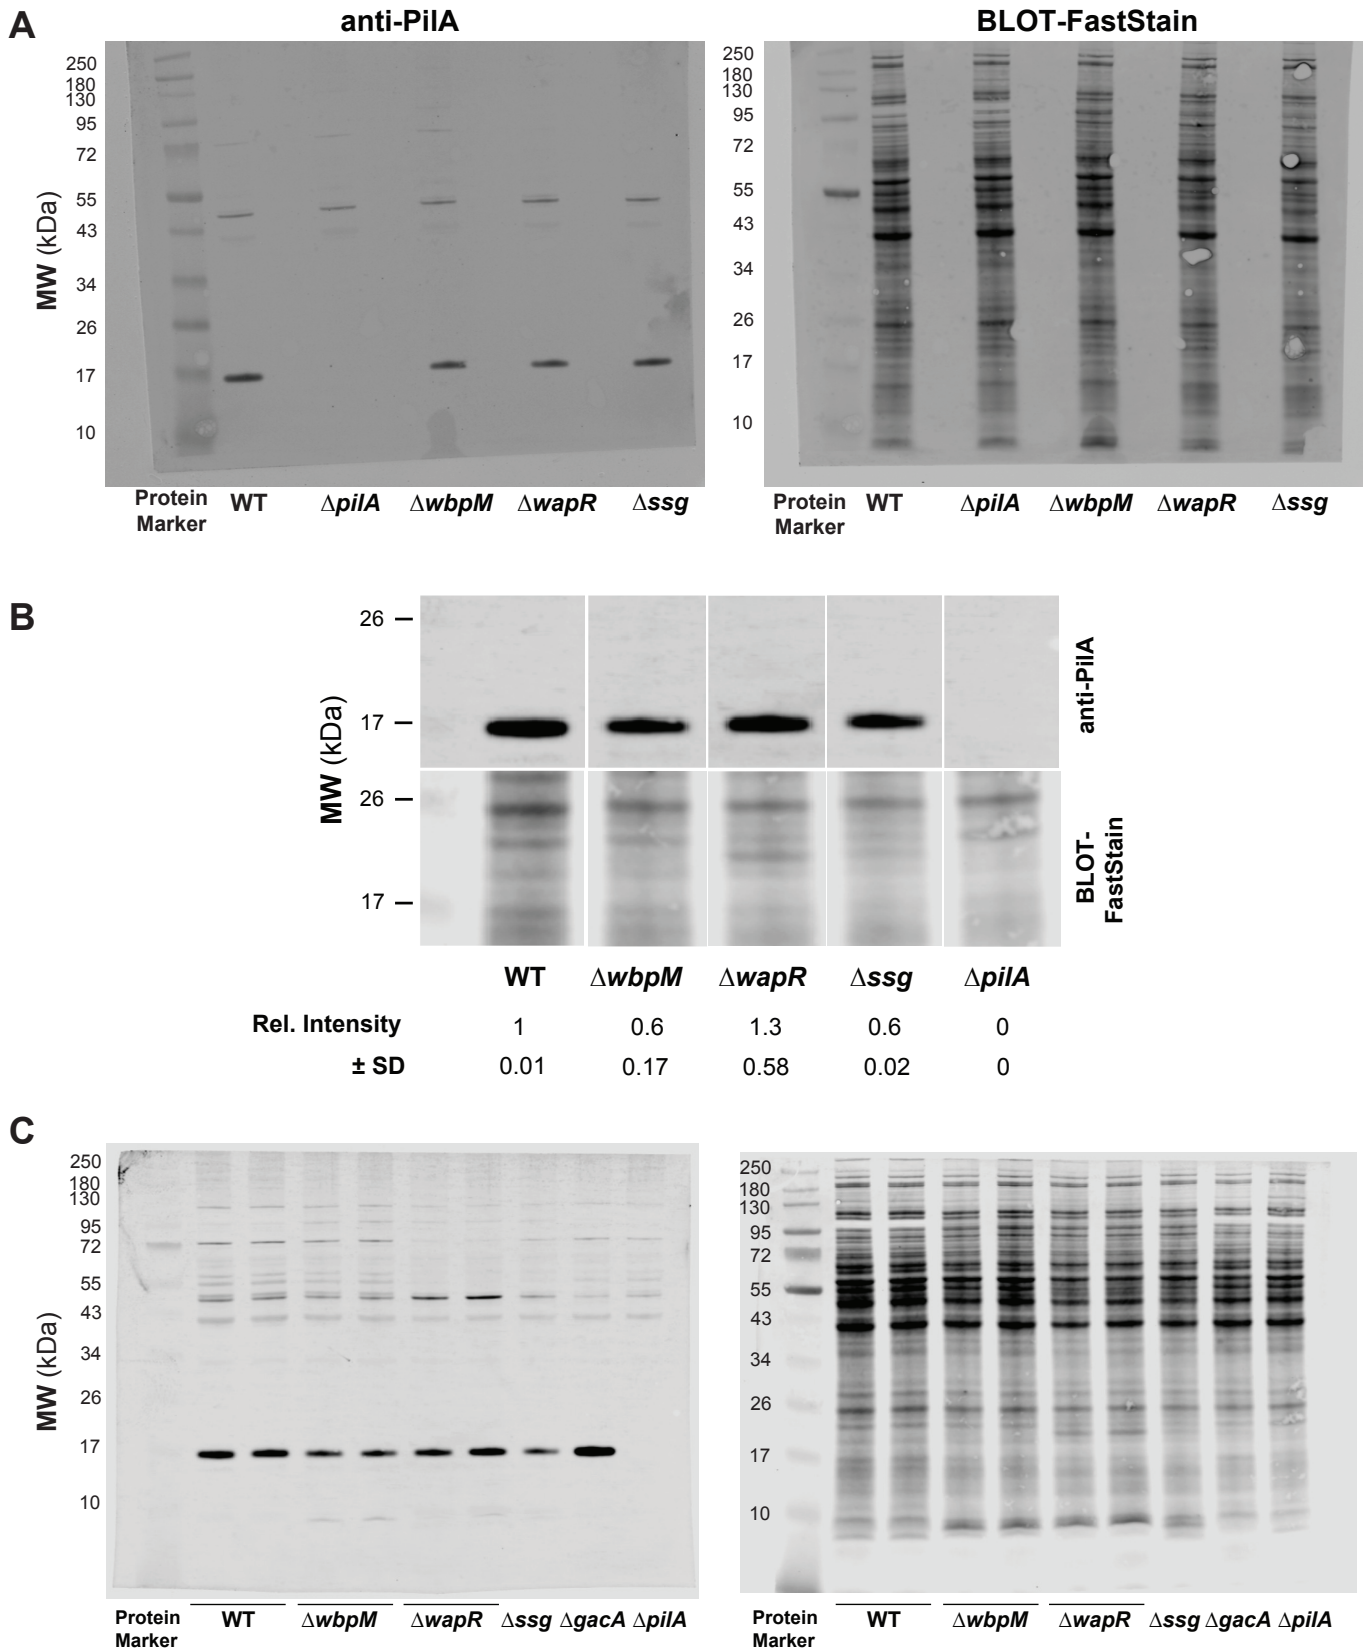 A
anti-PilA
BLOT-FastStain
MW (kDa)
250
180
130
95
72
55
43
34
26
17
10
250
180
130
95
72
55
43
34
26
17
10
Protein Marker WT ΔpilA ΔwbpM ΔwapR Δssg
Protein Marker WT ΔpilA ΔwbpM ΔwapR Δssg
B
MW (kDa)
26
17
anti-PilA
26
17
BLOT-
FastStain
WT ΔwbpM ΔwapR Δssg ΔpilA
Rel. Intensity 1 0.6 1.3 0.6 0
± SD 0.01 0.17 0.58 0.02 0
C
MW (kDa)
250
180
130
95
72
55
43
34
26
17
10
250
180
130
95
72
55
43
34
26
17
10
Protein Marker WT ΔwbpM ΔwapR Δssg ΔgacA ΔpilA
Protein Marker WT ΔwbpM ΔwapR Δssg ΔgacA ΔpilA